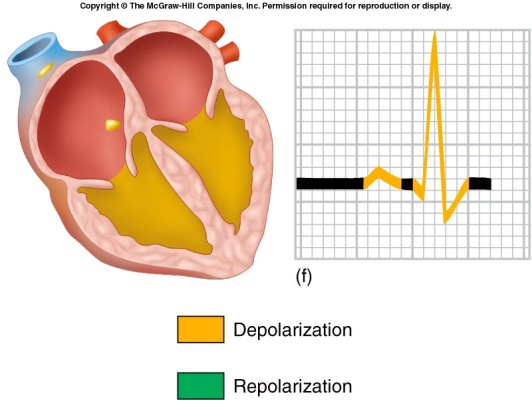 Copyright © The McGraw-Hill Companies, Inc. Permission required for reproduction or display.
(f)
Depolarization
Repolarization